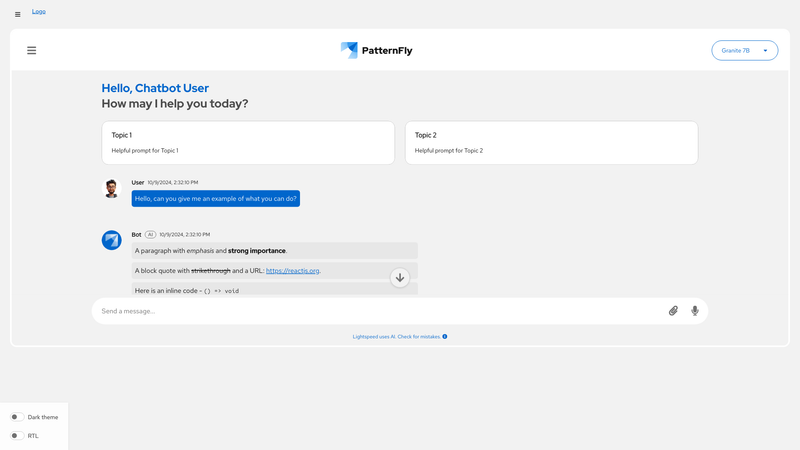 Logo
PatternFly
Granite 7B
Hello, Chatbot User
How may I help you today?
Topic 1
Helpful prompt for Topic 1
Topic 2
Helpful prompt for Topic 2
User 10/9/2024, 2:32:10 PM
Hello, can you give me an example of what you can do?
Bot AI 10/9/2024, 2:32:10 PM
A paragraph with emphasis and strong importance.
A block quote with strikethrough and a URL: https://reactjs.org.
Here is an inline code - () => void
Send a message...
Lightspeed uses AI. Check for mistakes.
Dark theme
RTL